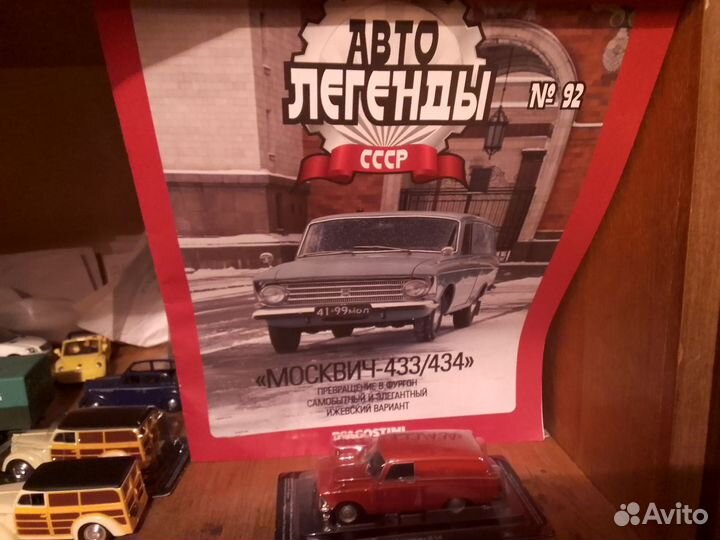 АВТО
ЛЕГЕНДЫ
СССР
№ 92
41-99 МОЛ
«МОСКВИЧ-433/434»
ПРЕВРАЩЕНИЕ В ФУРГОН
САМОБЫТНЫЙ И ЭЛЕГАНТНЫЙ
ИЖЕВСКИЙ ВАРИАНТ
DeAGOSTINI
Avito